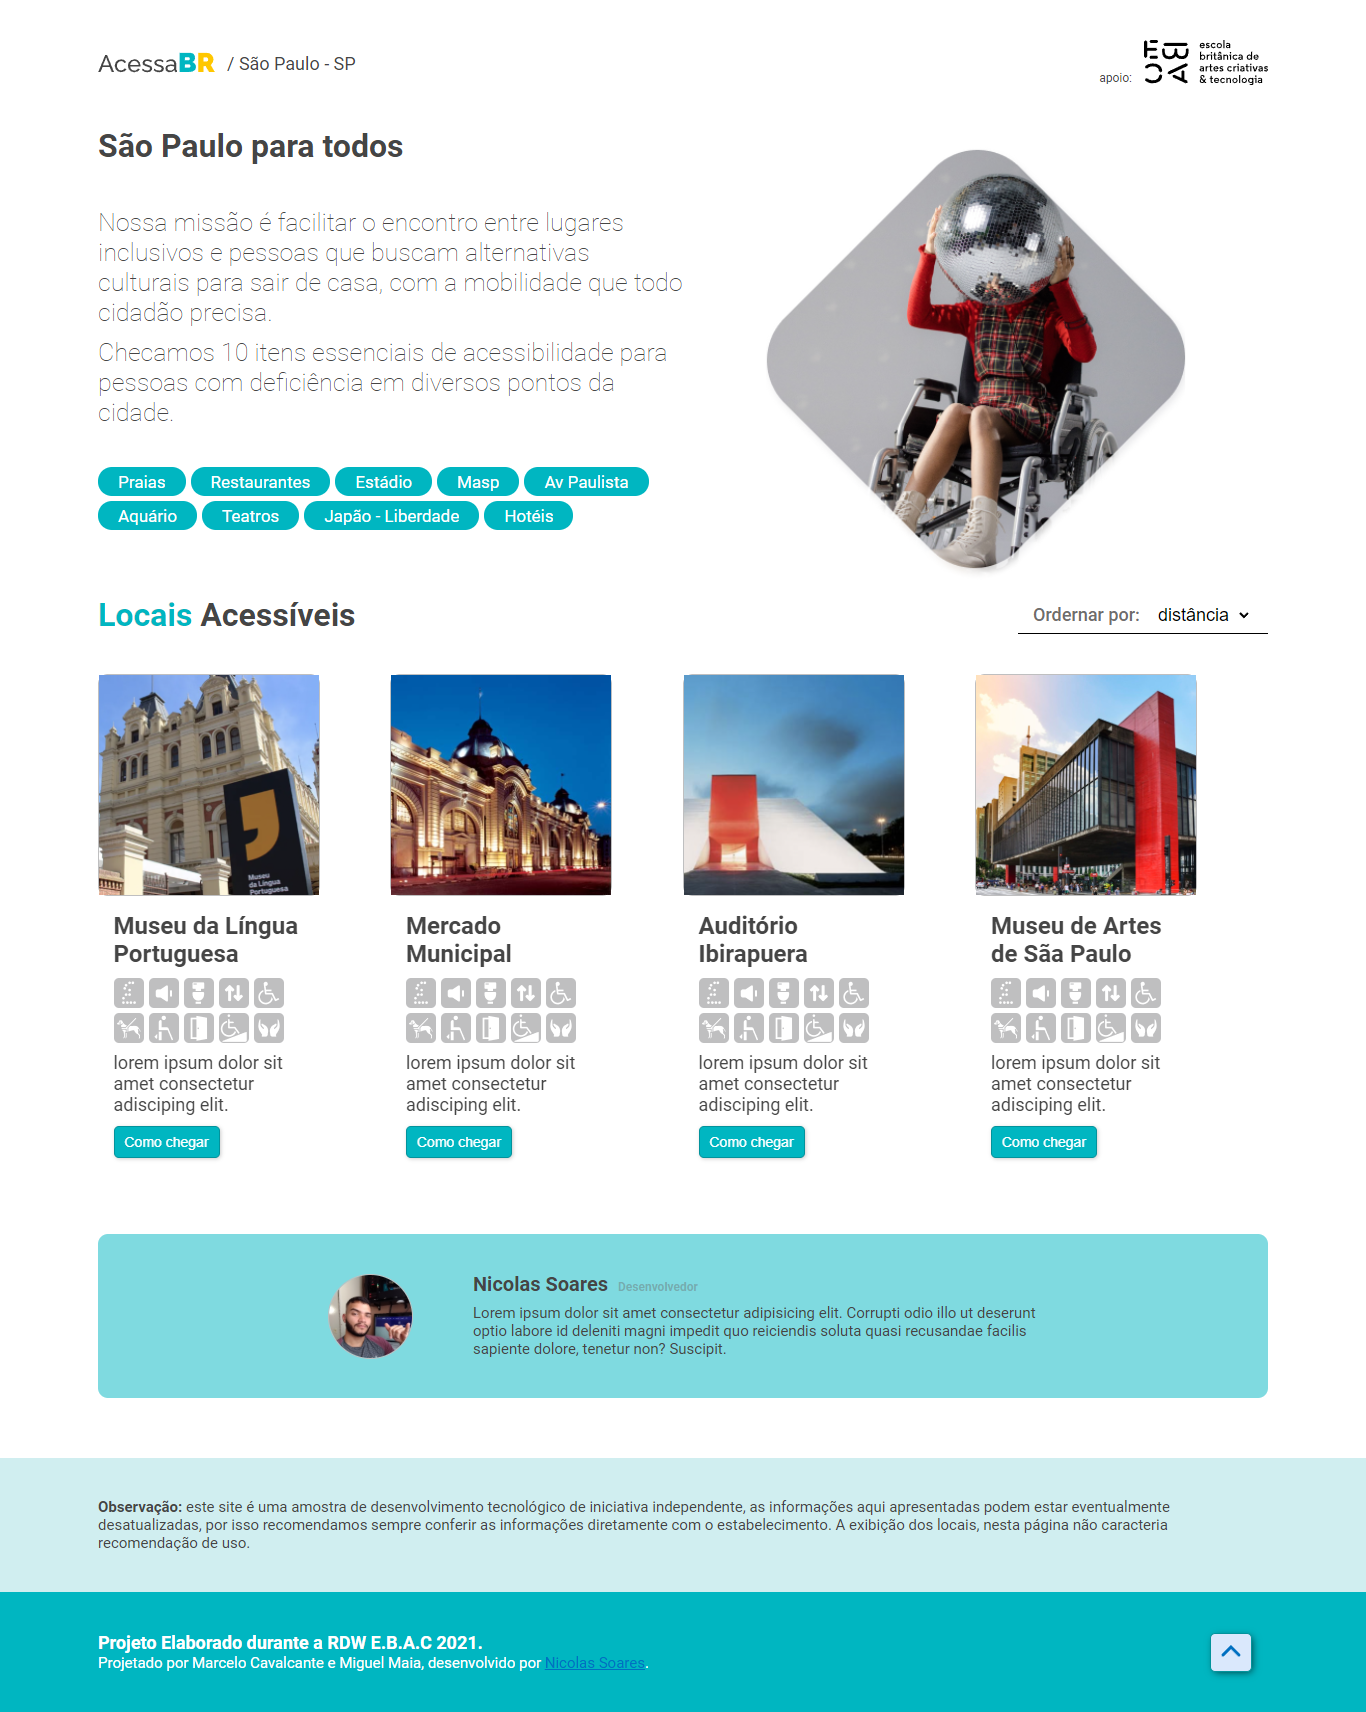 AcessaBR / São Paulo - SP
apoio:
escola
britânica de
artes criativas
& tecnologia
EBAC
São Paulo para todos
Nossa missão é facilitar o encontro entre lugares
inclusivos e pessoas que buscam alternativas
culturais para sair de casa, com a mobilidade que todo
cidadão precisa.
Checamos 10 itens essenciais de acessibilidade para
pessoas com deficiência em diversos pontos da
cidade.
Praias Restaurantes Estádio Masp Av Paulista
Aquário Teatros Japão - Liberdade Hotéis
Locais Acessíveis
Ordernar por: distância
Museu
da Língua
Portuguesa
Museu da Língua
Portuguesa
lorem ipsum dolor sit
amet consectetur
adisciping elit.
Como chegar
Mercado
Municipal
lorem ipsum dolor sit
amet consectetur
adisciping elit.
Como chegar
Auditório
Ibirapuera
lorem ipsum dolor sit
amet consectetur
adisciping elit.
Como chegar
Museu de Artes
de Sãa Paulo
lorem ipsum dolor sit
amet consectetur
adisciping elit.
Como chegar
Nicolas Soares Desenvolvedor
Lorem ipsum dolor sit amet consectetur adipisicing elit. Corrupti odio illo ut deserunt
optio labore id deleniti magni impedit quo reiciendis soluta quasi recusandae facilis
sapiente dolore, tenetur non? Suscipit.
Observação: este site é uma amostra de desenvolvimento tecnológico de iniciativa independente, as informações aqui apresentadas podem estar eventualmente
desatualizadas, por isso recomendamos sempre conferir as informações diretamente com o estabelecimento. A exibição dos locais, nesta página não caracteria
recomendação de uso.
Projeto Elaborado durante a RDW E.B.A.C 2021.
Projetado por Marcelo Cavalcante e Miguel Maia, desenvolvido por Nicolas Soares.